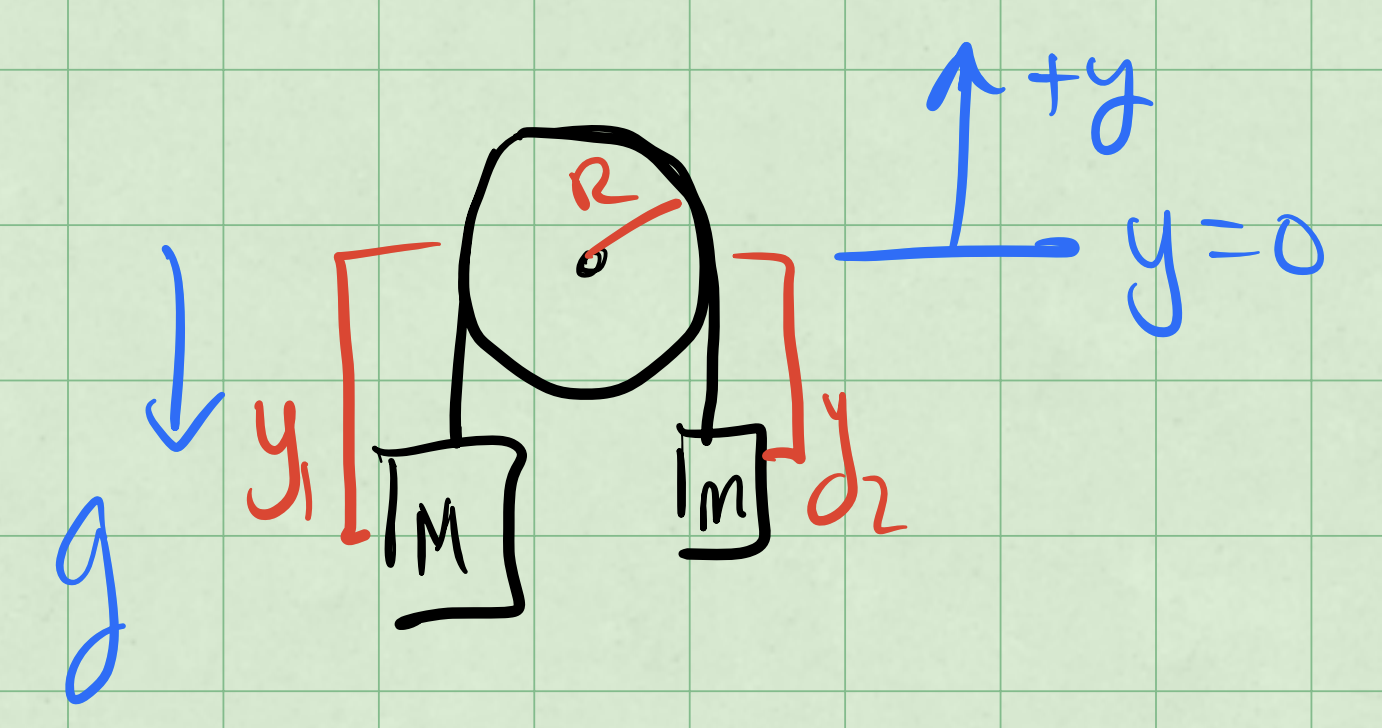 R
+y
y = 0
g
y₁
y₂
M
m